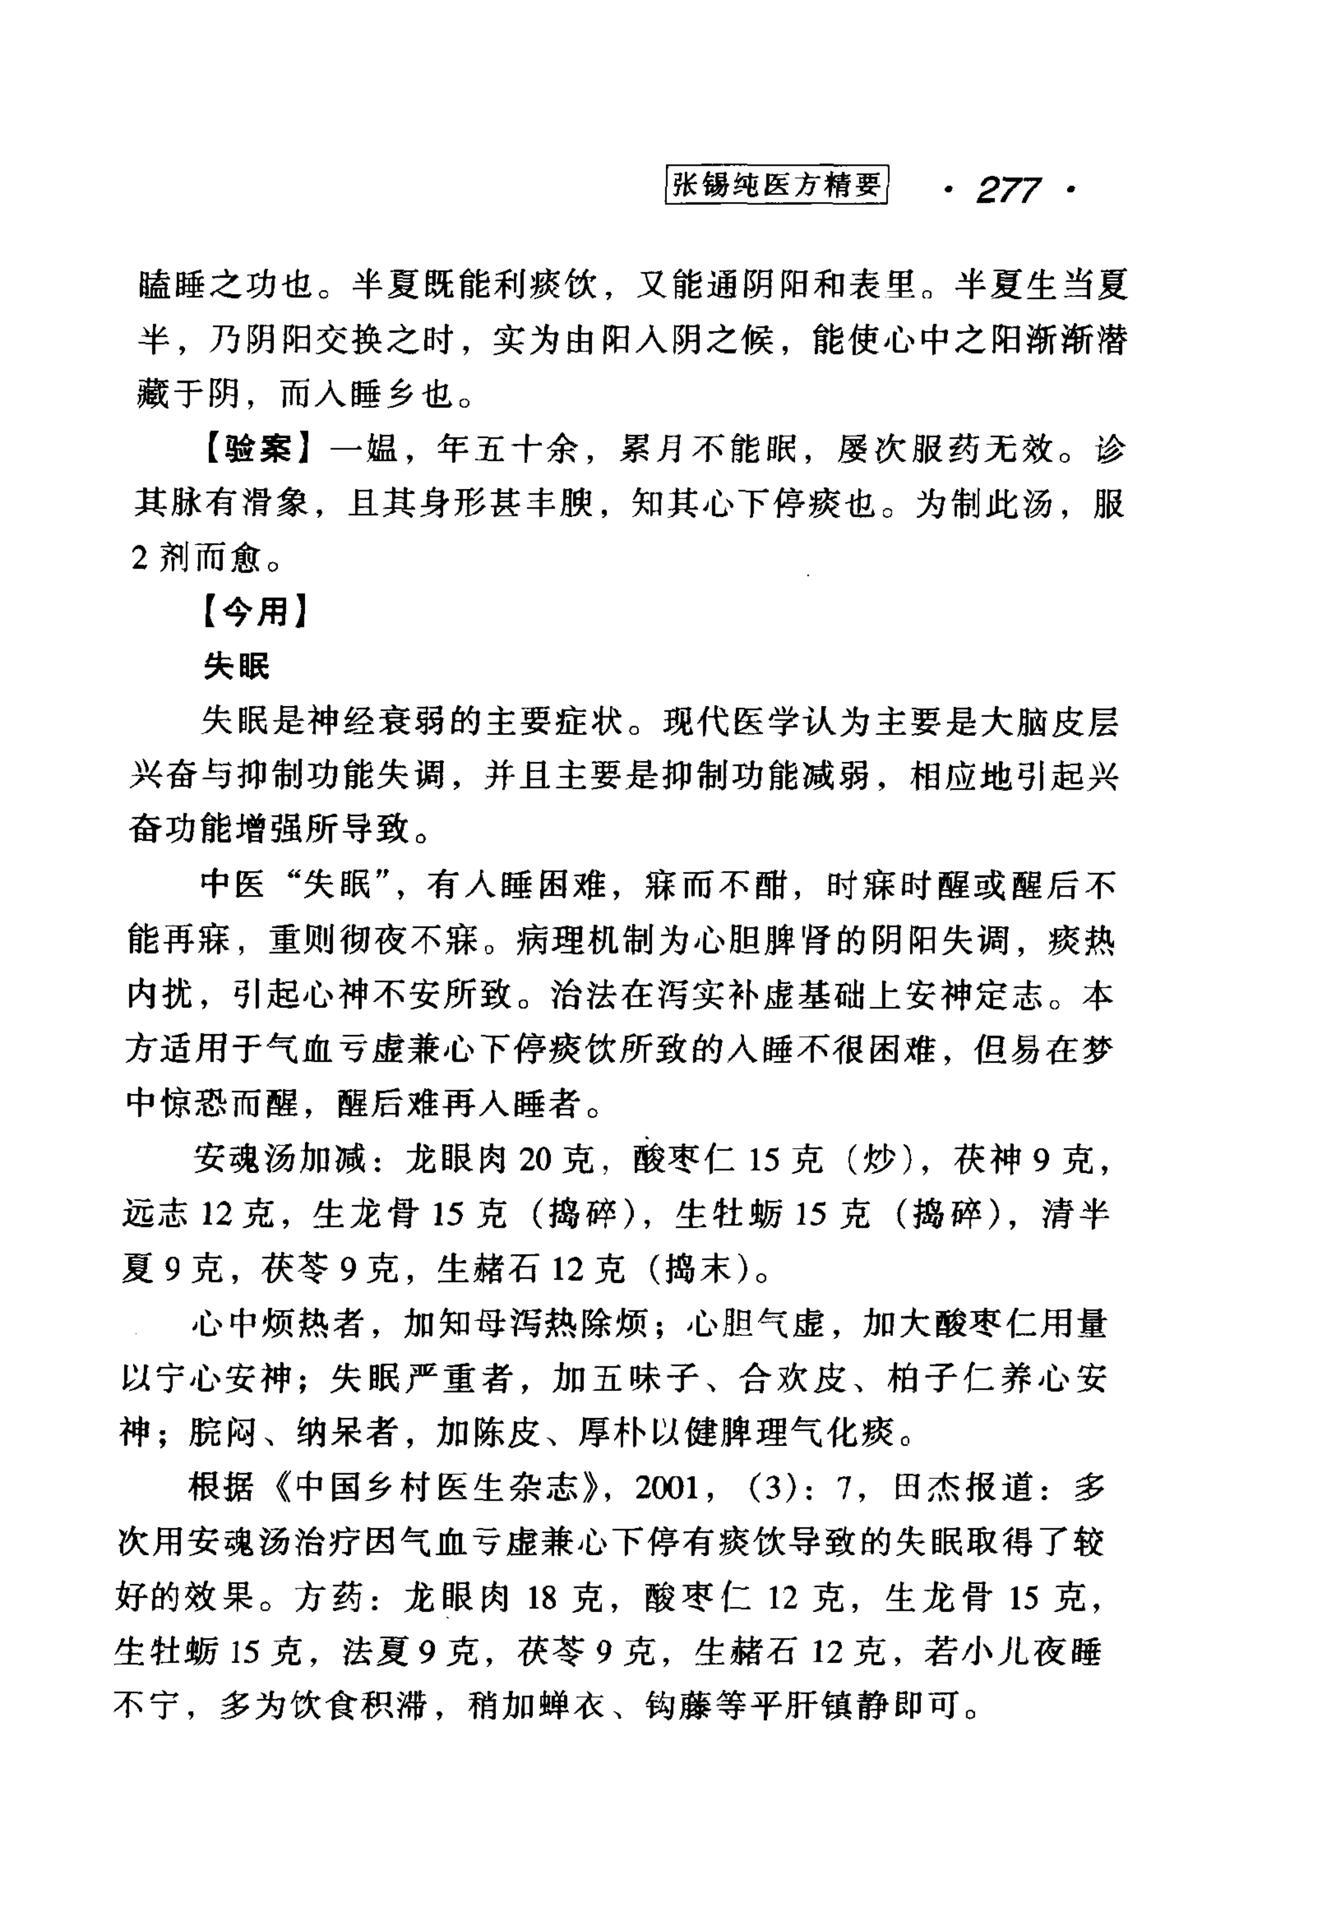 张锡纯医方精要 · 277 ·
瞌睡之功也。半夏既能利痰饮，又能通阴阳和表里。半夏生当夏
半，乃阴阳交换之时，实为由阳入阴之候，能使心中之阳渐渐潜
藏于阴，而入睡乡也。
【验案】一媪，年五十余，累月不能眠，屡次服药无效。诊
其脉有滑象，且其身形甚丰腴，知其心下停痰也。为制此汤，服
2 剂而愈。
【今用】
失眠
失眠是神经衰弱的主要症状。现代医学认为主要是大脑皮层
兴奋与抑制功能失调，并且主要是抑制功能减弱，相应地引起兴
奋功能增强所导致。
中医“失眠”，有入睡困难，寐而不酣，时寐时醒或醒后不
能再寐，重则彻夜不寐。病理机制为心胆脾肾的阴阳失调，痰热
内扰，引起心神不安所致。治法在泻实补虚基础上安神定志。本
方适用于气血亏虚兼心下停痰饮所致的入睡不很困难，但易在梦
中惊恐而醒，醒后难再入睡者。
安魂汤加减：龙眼肉 20 克，酸枣仁 15 克（炒），茯神 9 克，
远志 12 克，生龙骨 15 克（捣碎），生牡蛎 15 克（捣碎），清半
夏 9 克，茯苓 9 克，生赭石 12 克（捣末）。
心中烦热者，加知母泻热除烦；心胆气虚，加大酸枣仁用量
以宁心安神；失眠严重者，加五味子、合欢皮、柏子仁养心安
神；脘闷、纳呆者，加陈皮、厚朴以健脾理气化痰。
根据《中国乡村医生杂志》，2001，（3）：7，田杰报道：多
次用安魂汤治疗因气血亏虚兼心下停有痰饮导致的失眠取得了较
好的效果。方药：龙眼肉 18 克，酸枣仁 12 克，生龙骨 15 克，
生牡蛎 15 克，法夏 9 克，茯苓 9 克，生赭石 12 克，若小儿夜睡
不宁，多为饮食积滞，稍加蝉衣、钩藤等平肝镇静即可。